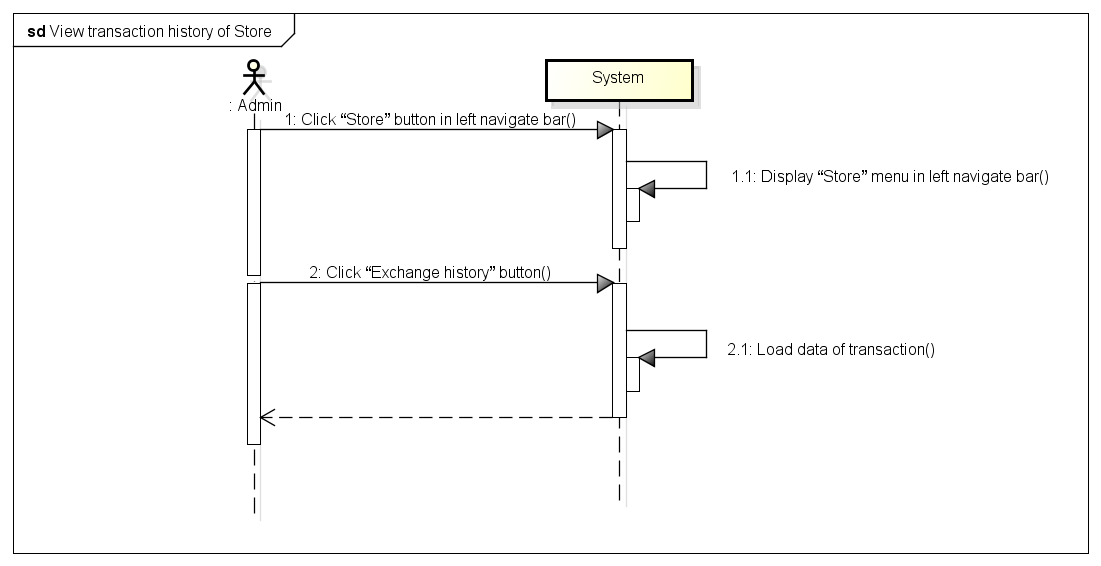 sd View transaction history of Store
System
: Admin
1: Click “Store” button in left navigate bar()
1.1: Display “Store” menu in left navigate bar()
2: Click “Exchange history” button()
2.1: Load data of transaction()